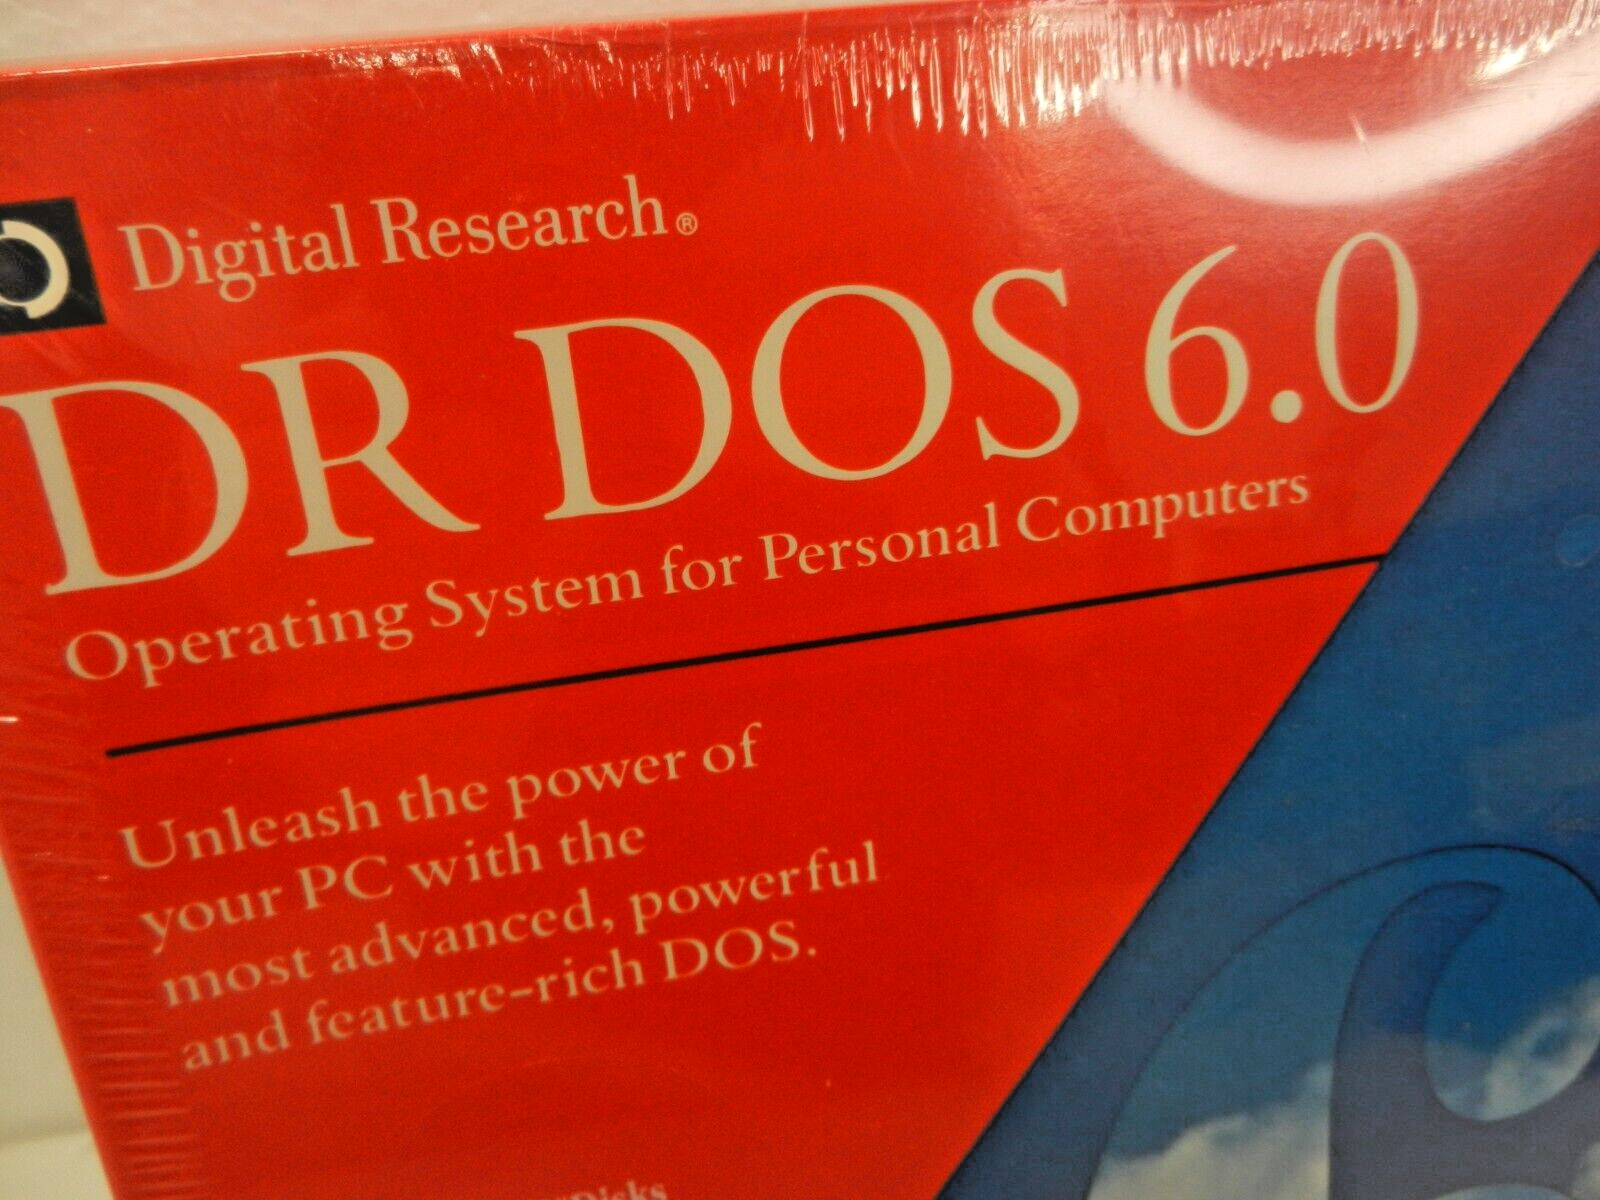 Digital Research®
DR DOS 6.0
Operating System for Personal Computers
Unleash the power of
your PC with the
most advanced, powerful
and feature-rich DOS.
Disks